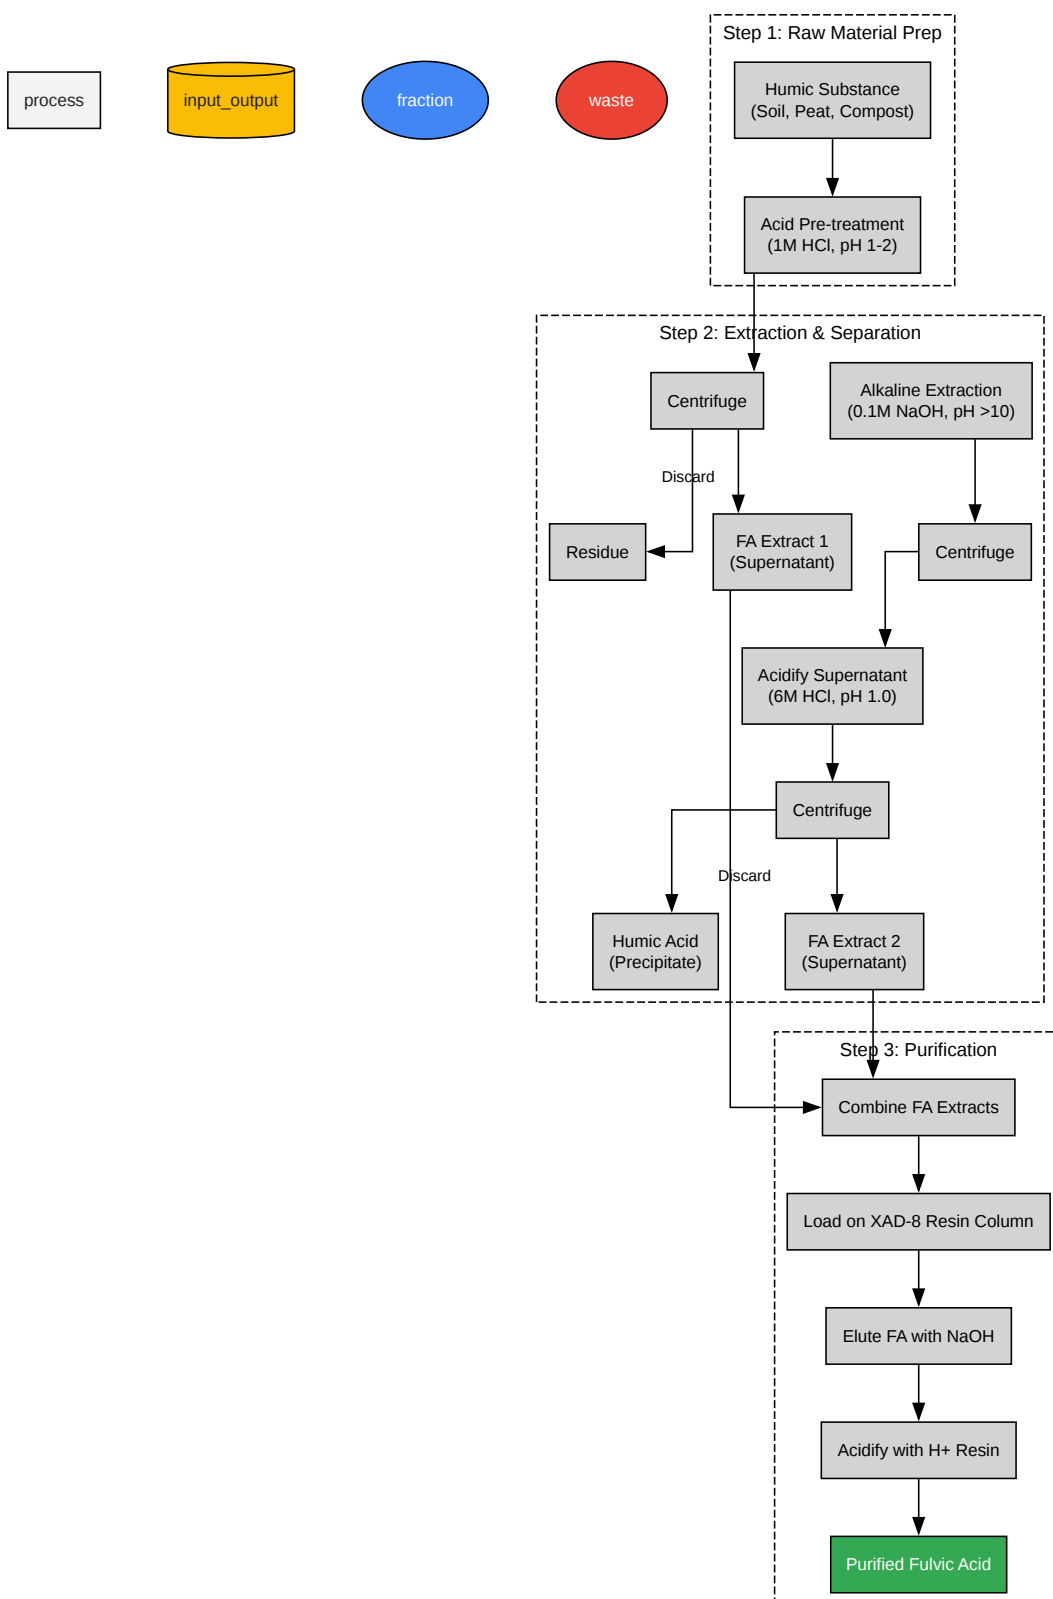 Step 1: Raw Material Prep
process
input_output
fraction
waste
Humic Substance
(Soil, Peat, Compost)
Acid Pre-treatment
(1M HCl, pH 1-2)
Step 2: Extraction & Separation
Centrifuge
Alkaline Extraction
(0.1M NaOH, pH >10)
Discard
Residue
FA Extract 1
(Supernatant)
Centrifuge
Acidify Supernatant
(6M HCl, pH 1.0)
Centrifuge
Discard
Humic Acid
(Precipitate)
FA Extract 2
(Supernatant)
Step 3: Purification
Combine FA Extracts
Load on XAD-8 Resin Column
Elute FA with NaOH
Acidify with H+ Resin
Purified Fulvic Acid